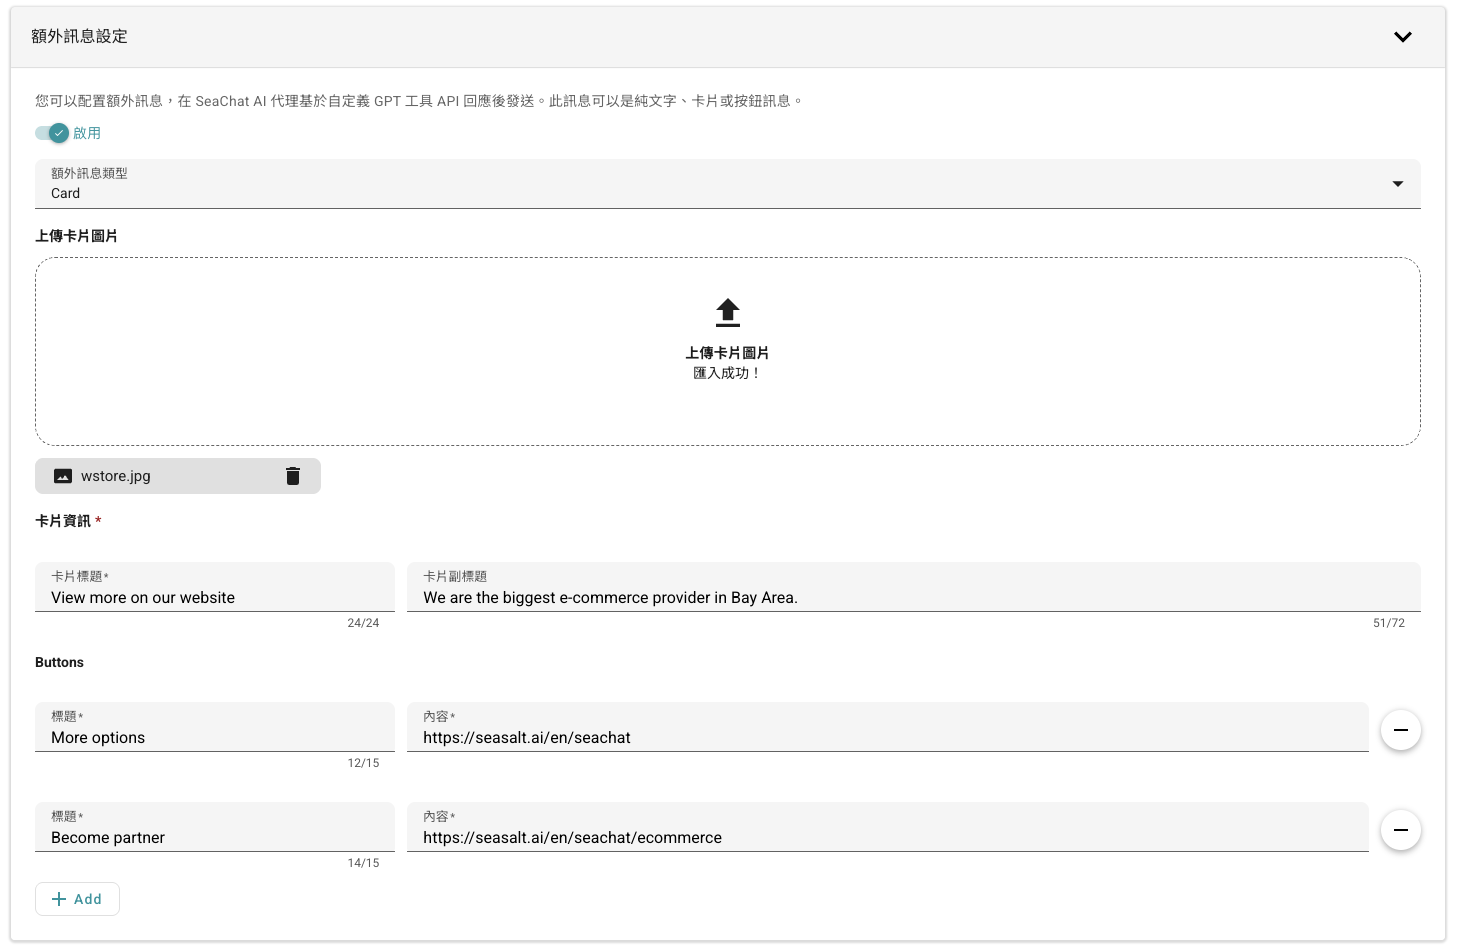 額外訊息設定
您可以配置額外訊息，在 SeaChat AI 代理基於自定義 GPT 工具 API 回應後發送。此訊息可以是純文字、卡片或按鈕訊息。
啟用
額外訊息類型
Card
上傳卡片圖片
上傳卡片圖片
匯入成功！
wstore.jpg
卡片資訊 *
卡片標題*
View more on our website
24/24
卡片副標題
We are the biggest e-commerce provider in Bay Area.
51/72
Buttons
標題*
More options
12/15
內容*
https://seasalt.ai/en/seachat
標題*
Become partner
14/15
內容*
https://seasalt.ai/en/seachat/ecommerce
Add